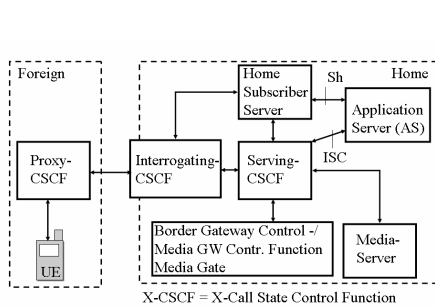 Foreign
Home
Home
Subscriber
Server
Sh
Application
Server (AS)
Proxy-
CSCF
Interrogating-
CSCF
Serving-
CSCF
ISC
UE
Border Gateway Control -/
Media GW Contr. Function
Media Gate
Media-
Server
X-CSCF = X-Call State Control Function